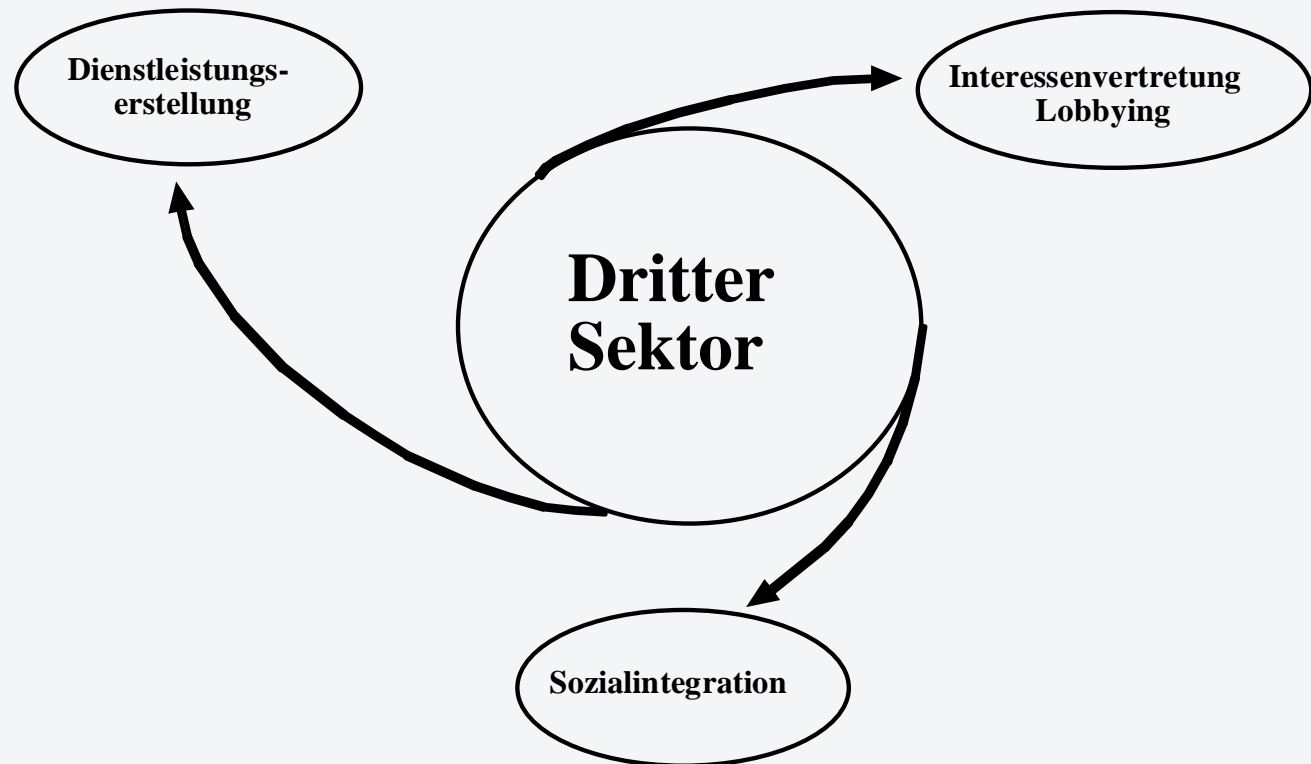 Dienstleistungs-
erstellung
Interessenvertretung
Lobbying
Dritter
Sektor
Sozialintegration